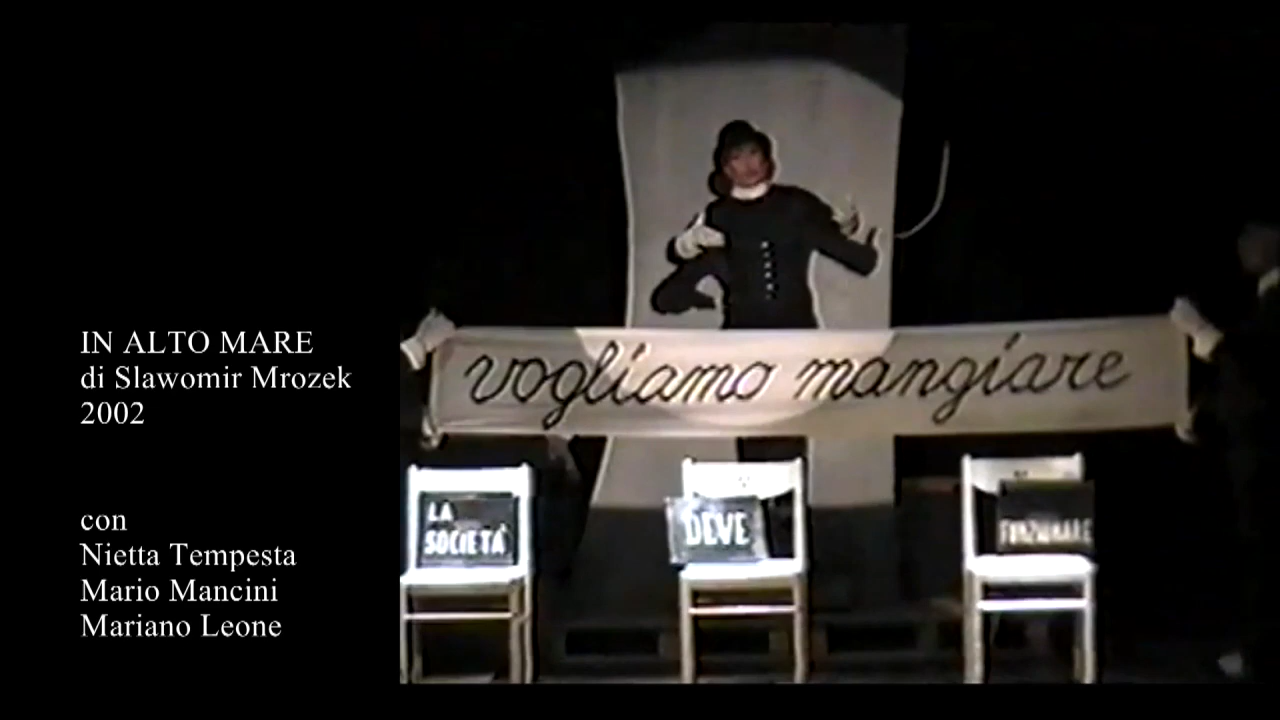 IN ALTO MARE
di Slawomir Mrozek
2002
con
Nietta Tempesta
Mario Mancini
Mariano Leone
vogliamo mangiare
LA
SOCIETÀ
DEVE
FUNZIONARE